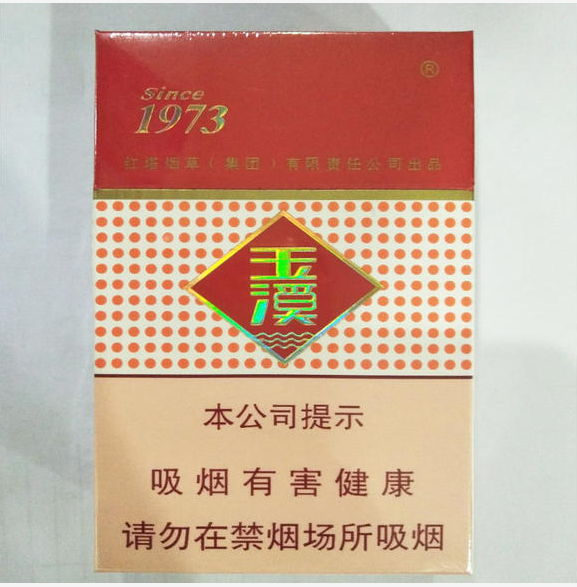 ®
Since
1973
红塔烟草（集团）有限责任公司出品
玉溪
本公司提示
吸烟有害健康
请勿在禁烟场所吸烟